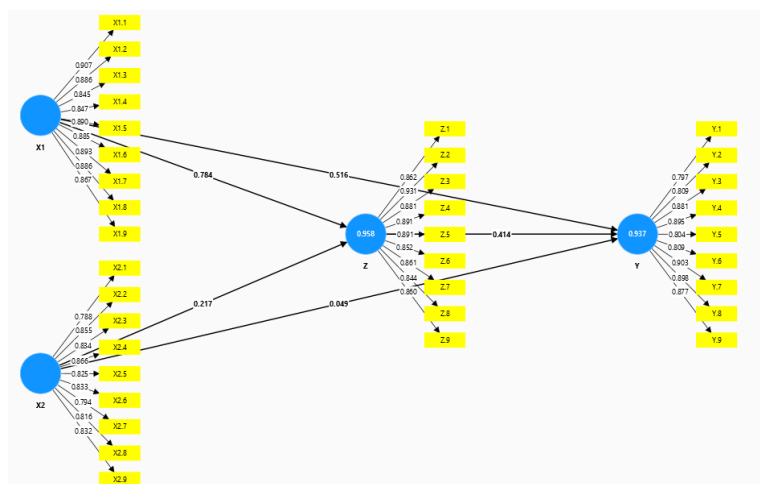 X1.1
X1.2
X1.3
X1.4
X1.5
X1.6
X1.7
X1.8
X1.9
0.907
0.886
0.845
0.847
0.890
0.885
0.893
0.886
0.867
X1
X2.1
X2.2
X2.3
X2.4
X2.5
X2.6
X2.7
X2.8
X2.9
0.788
0.855
0.834
0.866
0.825
0.833
0.794
0.816
0.832
X2
0.784
0.516
0.217
0.049
0.414
Z.1
Z.2
Z.3
Z.4
Z.5
Z.6
Z.7
Z.8
Z.9
0.862
0.931
0.881
0.891
0.891
0.852
0.861
0.844
0.860
0.958
Z
Y.1
Y.2
Y.3
Y.4
Y.5
Y.6
Y.7
Y.8
Y.9
0.797
0.809
0.881
0.895
0.804
0.809
0.903
0.898
0.877
0.937
Y